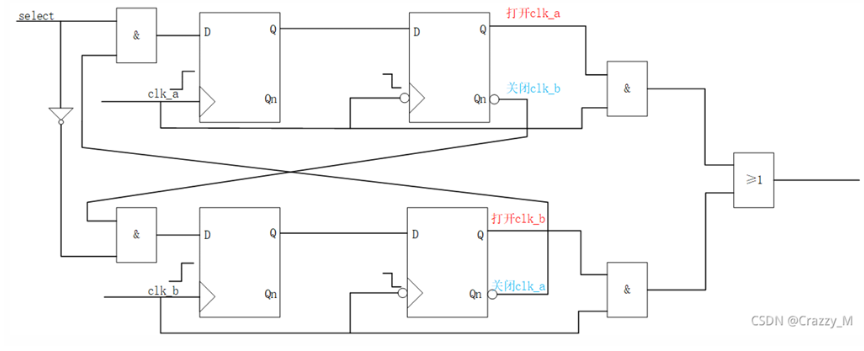 select
&
D
Q
D
Q
打开clk_a
clk_a
Qn
Qn
关闭clk_b
&
≥1
&
D
Q
D
Q
打开clk_b
clk_b
Qn
Qn
关闭clk_a
&
CSDN @Crazzy_M